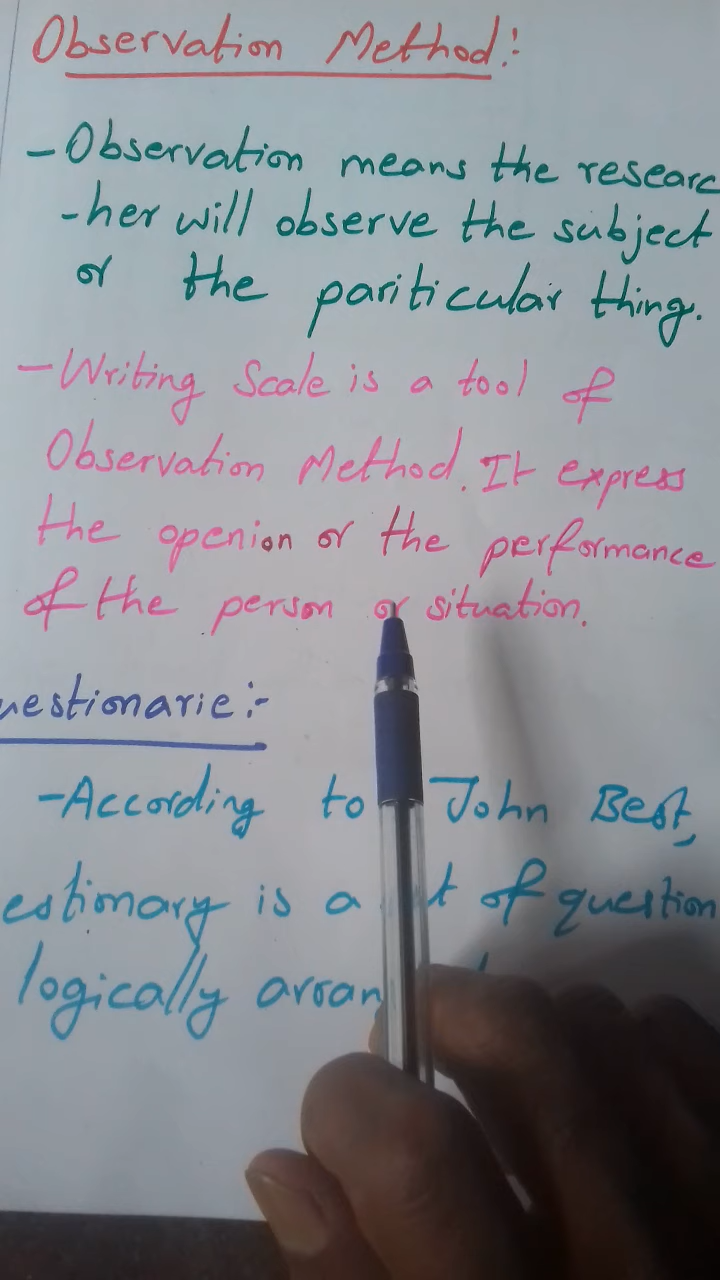 Observation Method:
- Observation means the researc
-her will observe the subject
or the pariticular thing.
- Writing Scale is a tool of
Observation Method. It express
the openion or the performance
of the person or situation.
uestionarie :-
- According to John Best,
estionary is a of question
logically